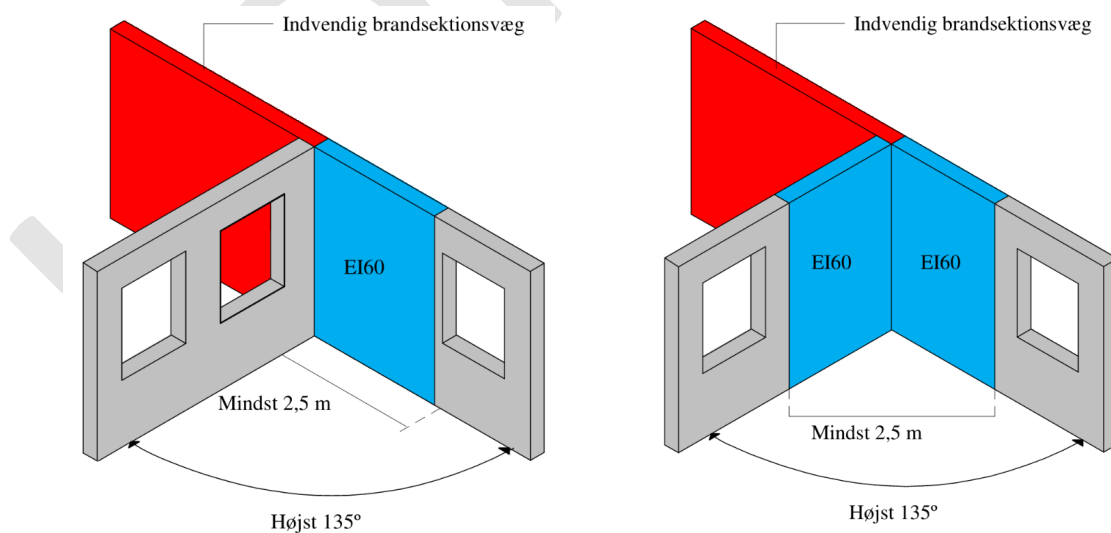 Indvendig brandsektionsvæg
EI60
Mindst 2,5 m
Højst 135º
Indvendig brandsektionsvæg
EI60
EI60
Mindst 2,5 m
Højst 135º